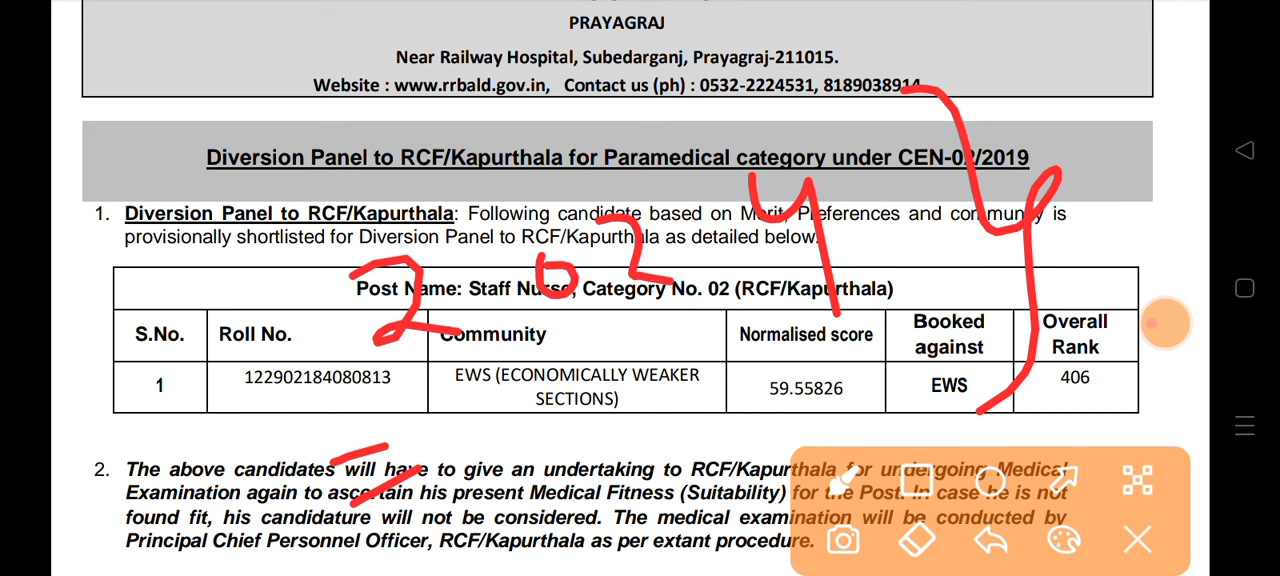 PRAYAGRAJ
Near Railway Hospital, Subedarganj, Prayagraj-211015.
Website : www.rrbald.gov.in, Contact us (ph) : 0532-2224531, 8189038914
Diversion Panel to RCF/Kapurthala for Paramedical category under CEN-02/2019
1. Diversion Panel to RCF/Kapurthala: Following candidate based on Merit, Preferences and community is
provisionally shortlisted for Diversion Panel to RCF/Kapurthala as detailed below.
Post Name: Staff Nurse, Category No. 02 (RCF/Kapurthala)
S.No. Roll No. Community Normalised score Booked against Overall Rank
1 122902184080813 EWS (ECONOMICALLY WEAKER SECTIONS) 59.55826 EWS 406
2. The above candidates will have to give an undertaking to RCF/Kapurthala for undergoing Medical
Examination again to ascertain his present Medical Fitness (Suitability) for the Post. In case he is not
found fit, his candidature will not be considered. The medical examination will be conducted by
Principal Chief Personnel Officer, RCF/Kapurthala as per extant procedure.
2 0 2 4